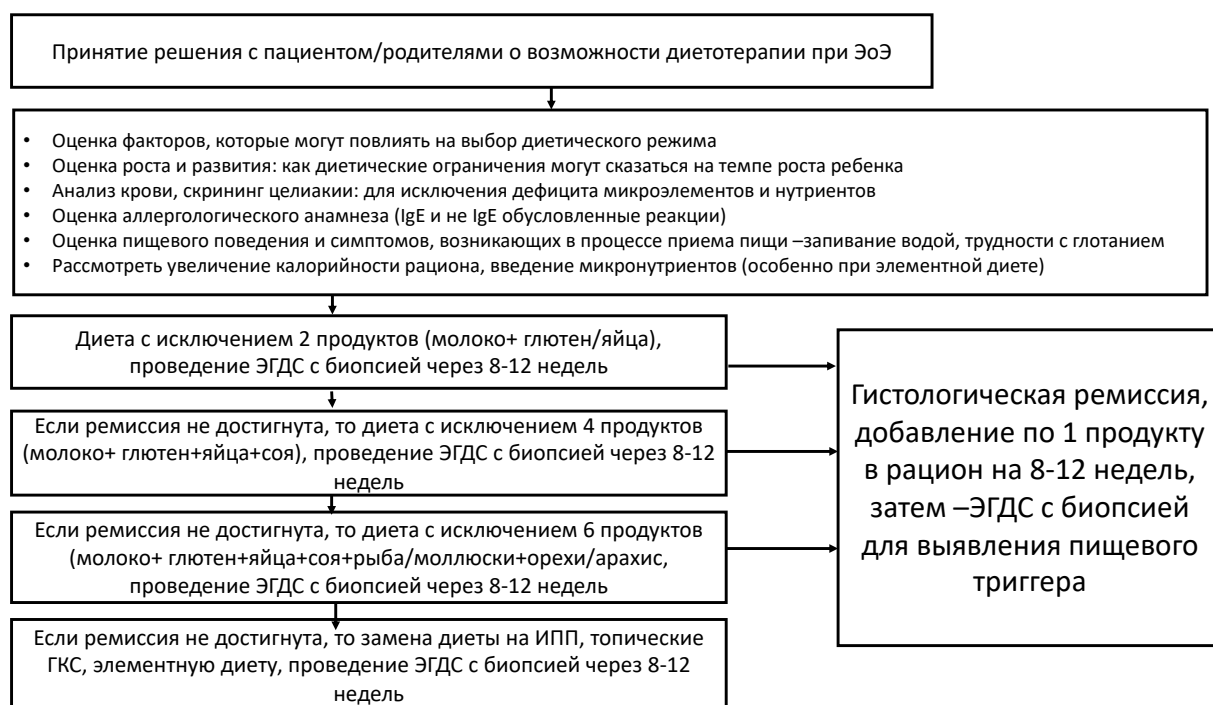 Принятие решения с пациентом/родителями о возможности диетотерапии при ЭоЭ
• Оценка факторов, которые могут повлиять на выбор диетического режима
• Оценка роста и развития: как диетические ограничения могут сказаться на темпе роста ребенка
• Анализ крови, скрининг целиакии: для исключения дефицита микроэлементов и нутриентов
• Оценка аллергологического анамнеза (IgE и не IgE обусловленные реакции)
• Оценка пищевого поведения и симптомов, возникающих в процессе приема пищи –запивание водой, трудности с глотанием
• Рассмотреть увеличение калорийности рациона, введение микронутриентов (особенно при элементной диете)
Диета с исключением 2 продуктов (молоко+ глютен/яйца),
проведение ЭГДС с биопсией через 8-12 недель
Если ремиссия не достигнута, то диета с исключением 4 продуктов
(молоко+ глютен+яйца+соя), проведение ЭГДС с биопсией через 8-12
недель
Если ремиссия не достигнута, то диета с исключением 6 продуктов
(молоко+ глютен+яйца+соя+рыба/моллюски+орехи/арахис,
проведение ЭГДС с биопсией через 8-12 недель
Если ремиссия не достигнута, то замена диеты на ИПП, топические
ГКС, элементную диету, проведение ЭГДС с биопсией через 8-12
недель
Гистологическая ремиссия,
добавление по 1 продукту
в рацион на 8-12 недель,
затем –ЭГДС с биопсией
для выявления пищевого
триггера